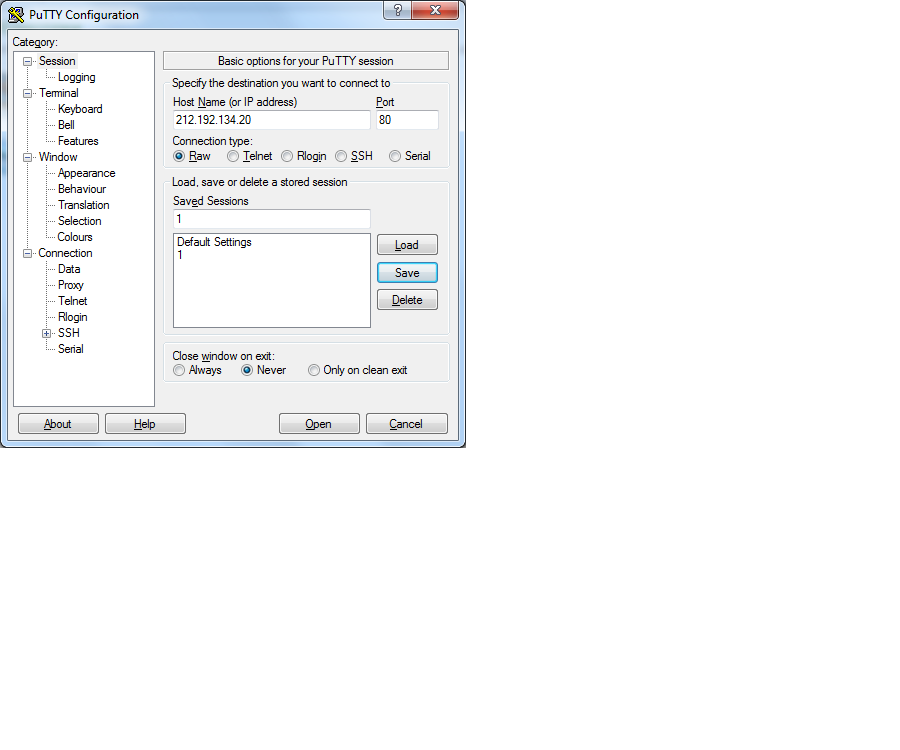 PuTTY Configuration
?
Category:
Session
Logging
Terminal
Keyboard
Bell
Features
Window
Appearance
Behaviour
Translation
Selection
Colours
Connection
Data
Proxy
Telnet
Rlogin
SSH
Serial
Basic options for your PuTTY session
Specify the destination you want to connect to
Host Name (or IP address) Port
212.192.134.20 80
Connection type:
Raw Telnet Rlogin SSH Serial
Load, save or delete a stored session
Saved Sessions
1
Default Settings
1
Load
Save
Delete
Close window on exit:
Always Never Only on clean exit
About Help Open Cancel